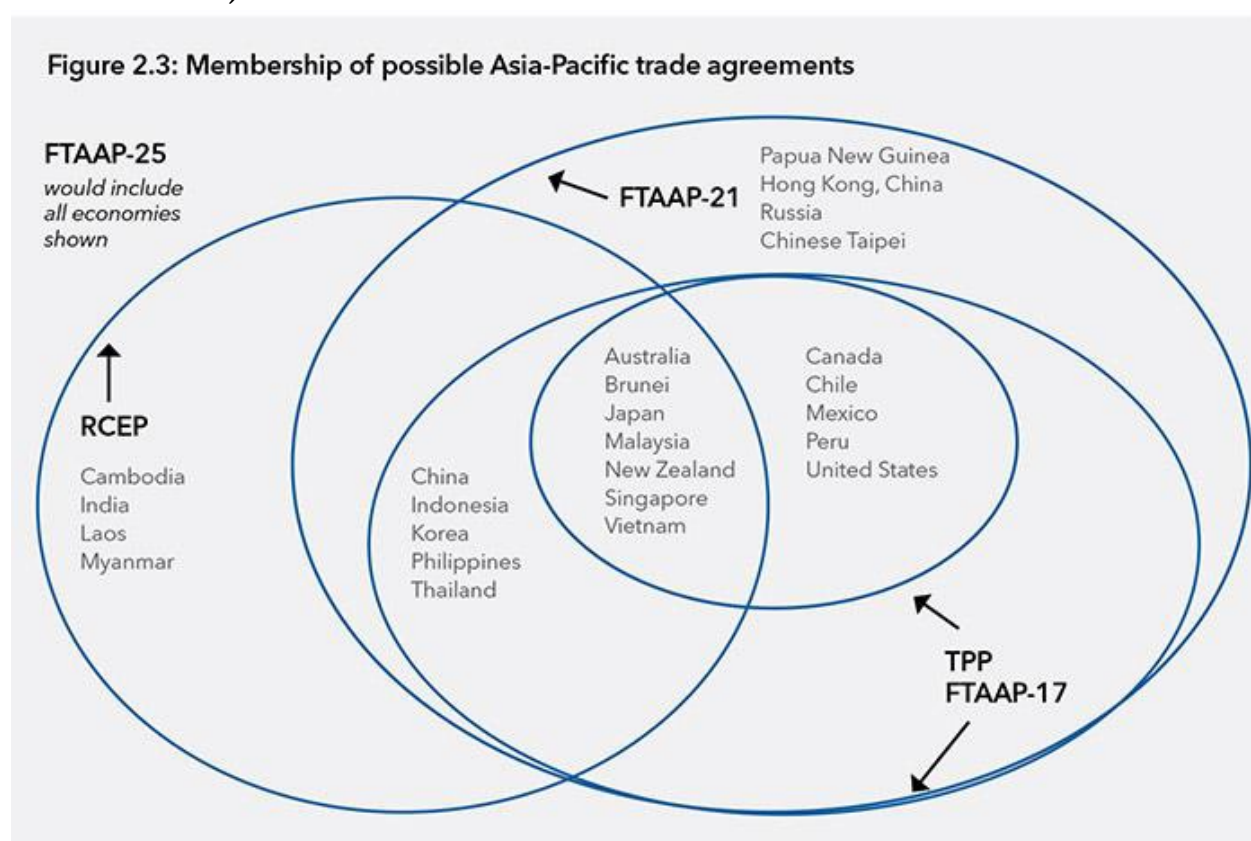 Figure 2.3: Membership of possible Asia-Pacific trade agreements
FTAAP-25
would include
all economies
shown
FTAAP-21
Papua New Guinea
Hong Kong, China
Russia
Chinese Taipei
RCEP
Cambodia
India
Laos
Myanmar
China
Indonesia
Korea
Philippines
Thailand
Australia
Brunei
Japan
Malaysia
New Zealand
Singapore
Vietnam
Canada
Chile
Mexico
Peru
United States
TPP
FTAAP-17